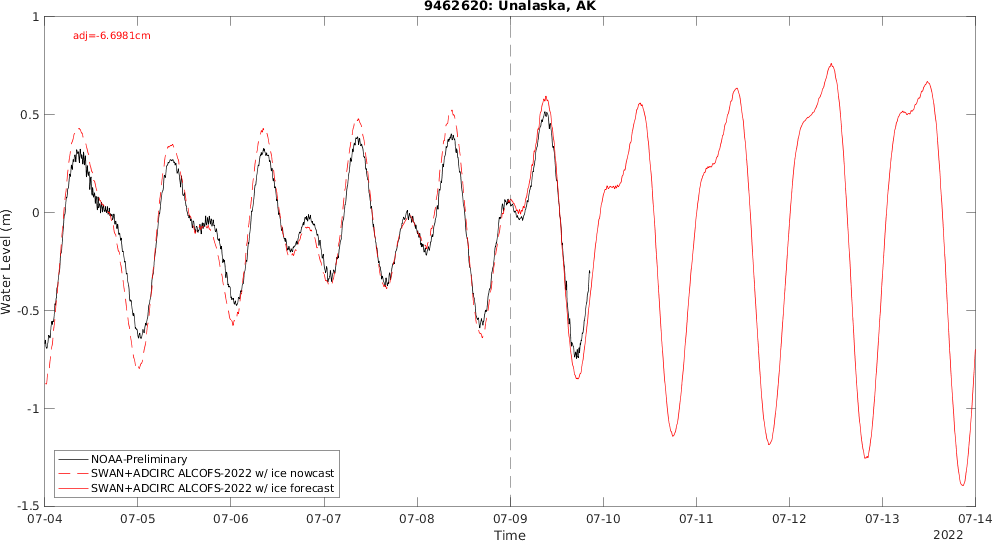 9462620: Unalaska, AK
adj=-6.6981cm
1
0.5
0
-0.5
-1
-1.5
Water Level (m)
NOAA-Preliminary
SWAN+ADCIRC ALCOFS-2022 w/ ice nowcast
SWAN+ADCIRC ALCOFS-2022 w/ ice forecast
07-04 07-05 07-06 07-07 07-08 07-09 07-10 07-11 07-12 07-13 07-14
Time
2022